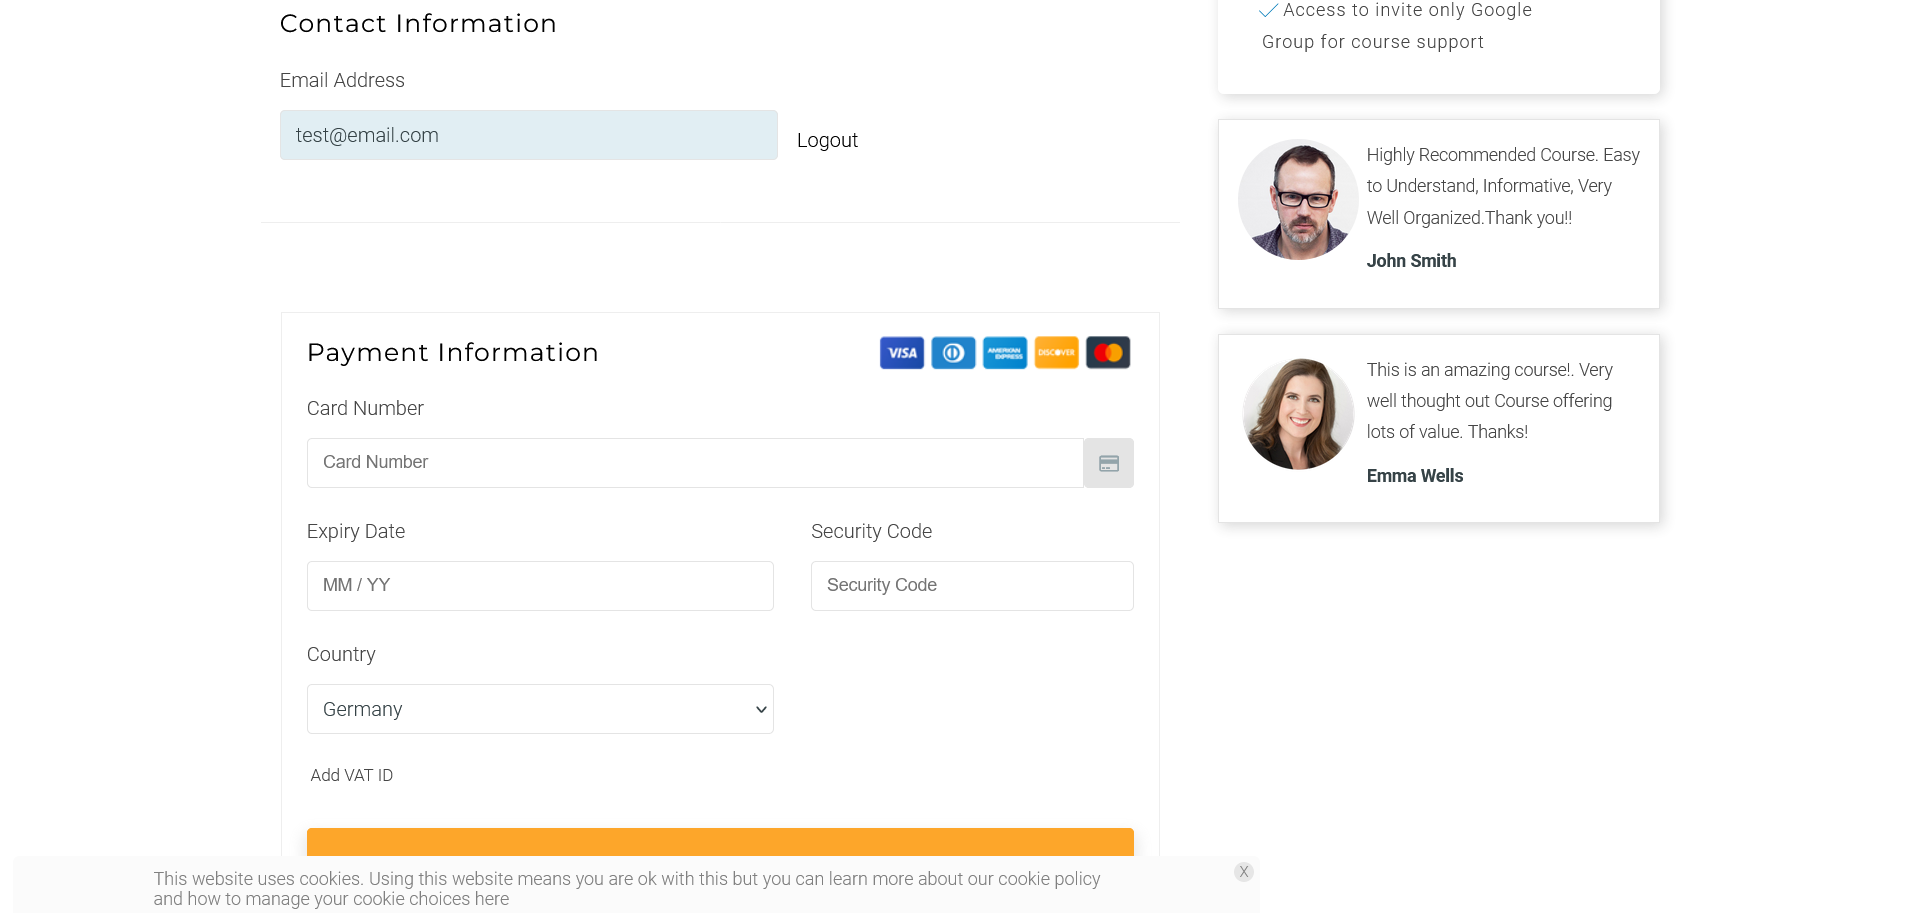 Contact Information
Email Address
test@email.com
Logout
Payment Information
VISA
AMERICAN
EXPRESS
DISCOVER
Card Number
Card Number
Expiry Date
Security Code
MM / YY
Security Code
Country
Germany
Add VAT ID
Access to invite only Google
Group for course support
Highly Recommended Course. Easy
to Understand, Informative, Very
Well Organized.Thank you!!
John Smith
This is an amazing course!. Very
well thought out Course offering
lots of value. Thanks!
Emma Wells
This website uses cookies. Using this website means you are ok with this but you can learn more about our cookie policy
and how to manage your cookie choices here
X